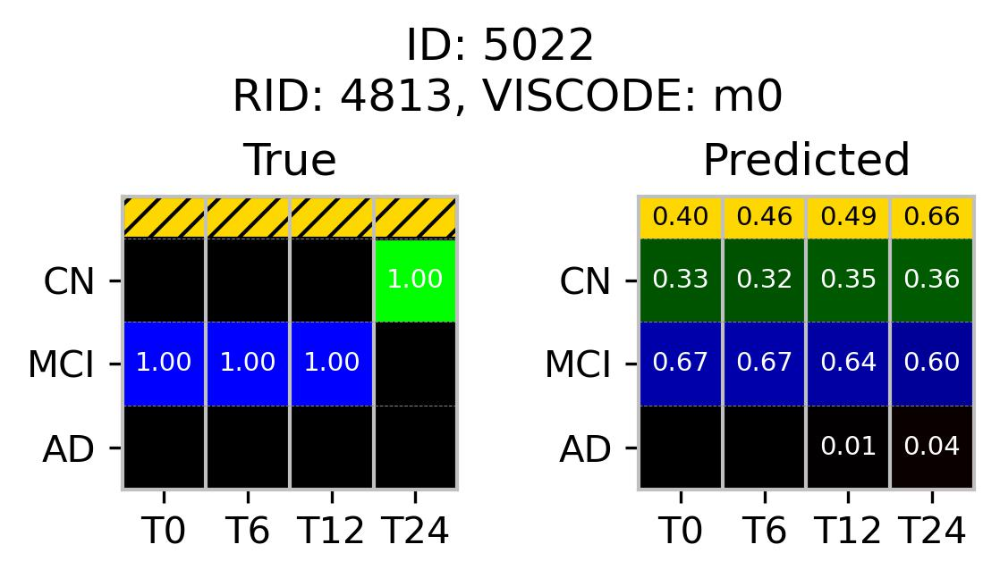 ID: 5022
RID: 4813, VISCODE: m0
True
CN
1.00
MCI
1.00 1.00 1.00
AD
T0 T6 T12 T24
Predicted
0.40 0.46 0.49 0.66
CN
0.33 0.32 0.35 0.36
MCI
0.67 0.67 0.64 0.60
AD
0.01 0.04
T0 T6 T12 T24